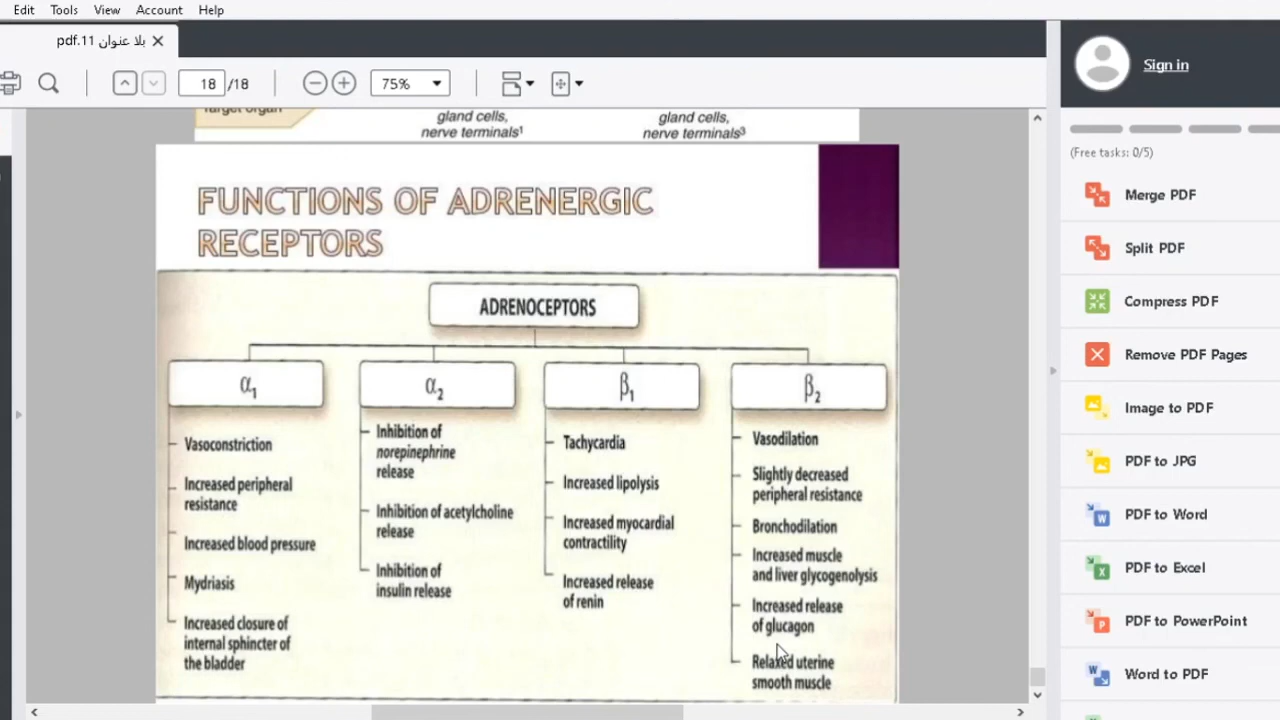 Edit Tools View Account Help
بلا عنوان 11.pdf
18 /18
75%
Sign in
(Free tasks: 0/5)
Merge PDF
Split PDF
Compress PDF
Remove PDF Pages
Image to PDF
PDF to JPG
PDF to Word
PDF to Excel
PDF to PowerPoint
Word to PDF
Target organ
gland cells,
nerve terminals¹
gland cells,
nerve terminals³
FUNCTIONS OF ADRENERGIC
RECEPTORS
ADRENOCEPTORS
α₁
Vasoconstriction
Increased peripheral
resistance
Increased blood pressure
Mydriasis
Increased closure of
internal sphincter of
the bladder
α₂
Inhibition of
norepinephrine
release
Inhibition of acetylcholine
release
Inhibition of
insulin release
β₁
Tachycardia
Increased lipolysis
Increased myocardial
contractility
Increased release
of renin
β₂
Vasodilation
Slightly decreased
peripheral resistance
Bronchodilation
Increased muscle
and liver glycogenolysis
Increased release
of glucagon
Relaxed uterine
smooth muscle